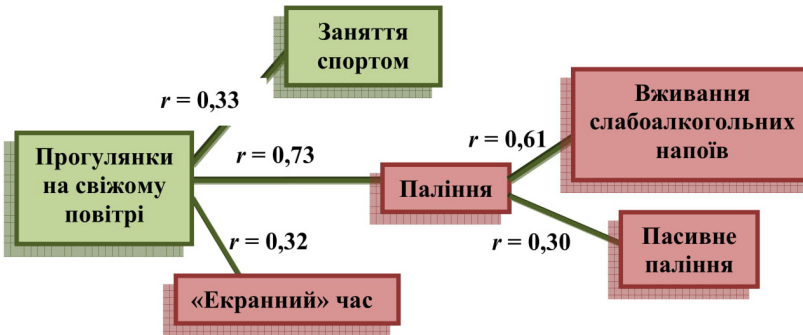 Заняття
спортом
r = 0,33
Прогулянки
на свіжому
повітрі
r = 0,73
Паління
r = 0,61
Вживання
слабоалкогольних
напоїв
r = 0,30
Пасивне
паління
r = 0,32
«Екранний» час